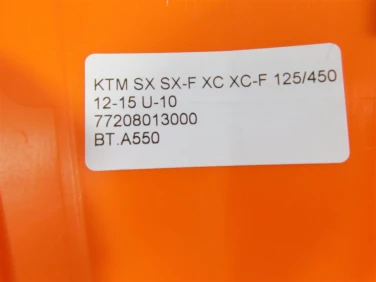 KTM SX SX-F XC XC-F 125/450
12-15 U-10
77208013000
BT.A550